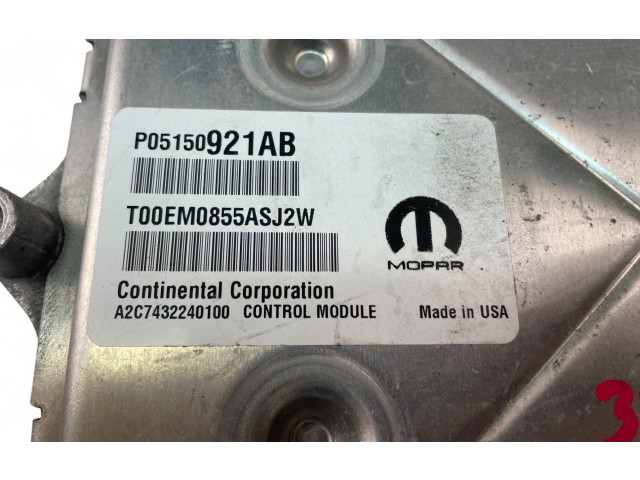 P05150921AB
T00EM0855ASJ2W
MOPAR
Continental Corporation
A2C7432240100 CONTROL MODULE Made in USA
3